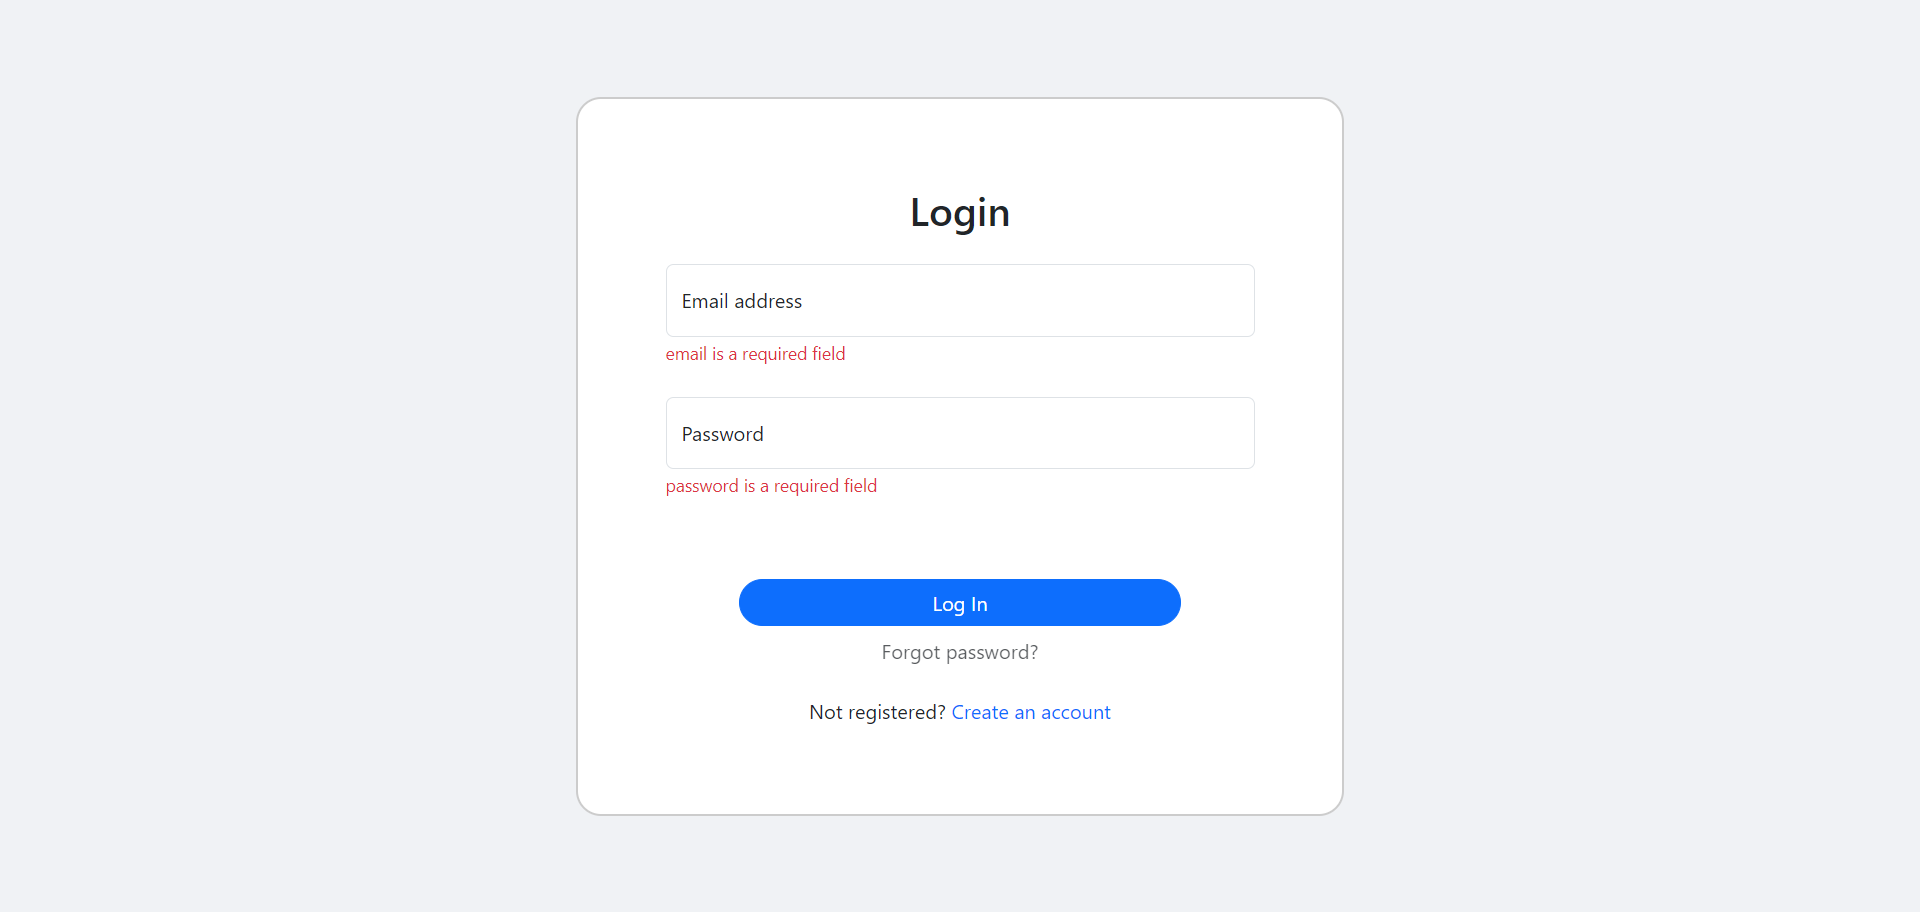 Login
Email address
email is a required field
Password
password is a required field
Log In
Forgot password?
Not registered? Create an account